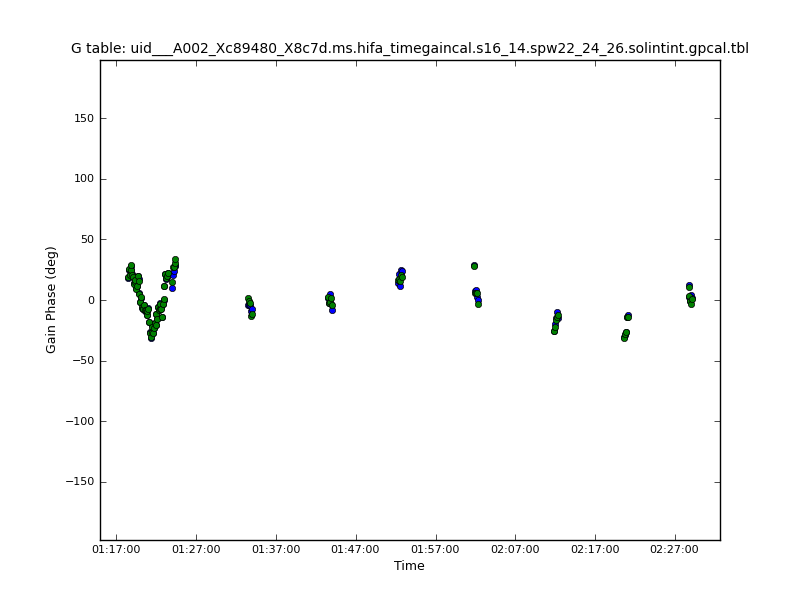 G table: uid___A002_Xc89480_X8c7d.ms.hifa_timegaincal.s16_14.spw22_24_26.solintint.gpcal.tbl
150
100
50
0
−50
−100
−150
Gain Phase (deg)
01:17:00 01:27:00 01:37:00 01:47:00 01:57:00 02:07:00 02:17:00 02:27:00
Time